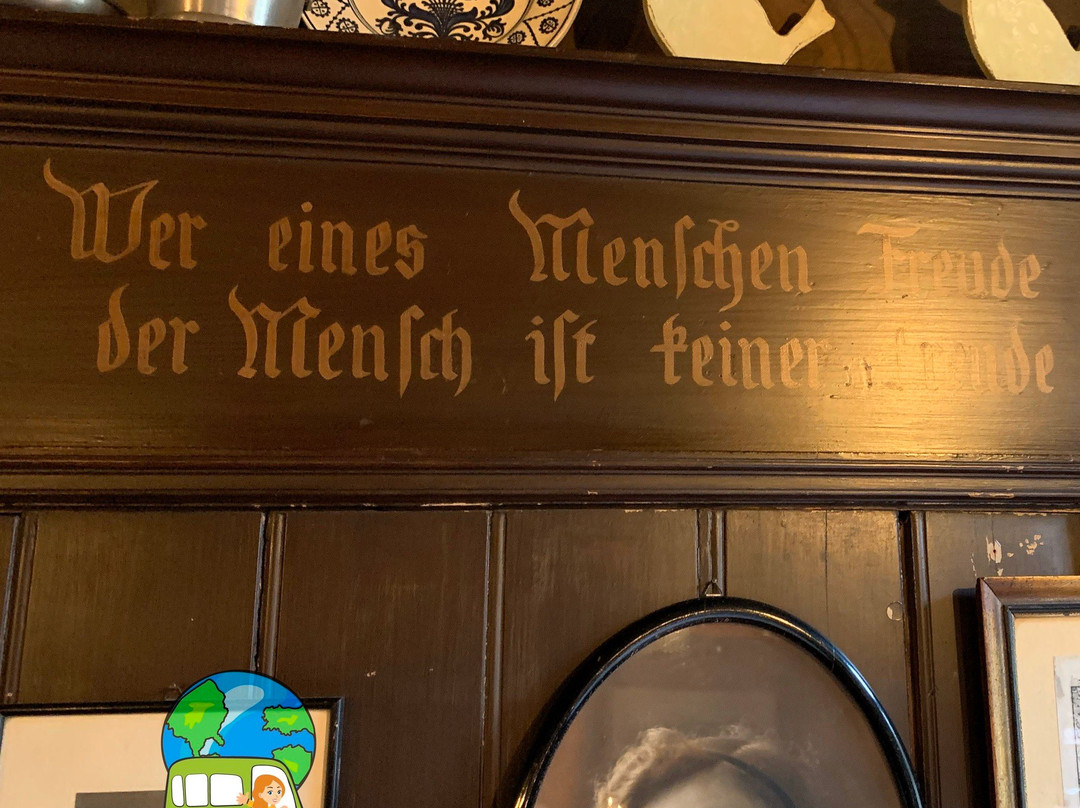 Wer eines Menschen Freude
der Mensch ist keiner